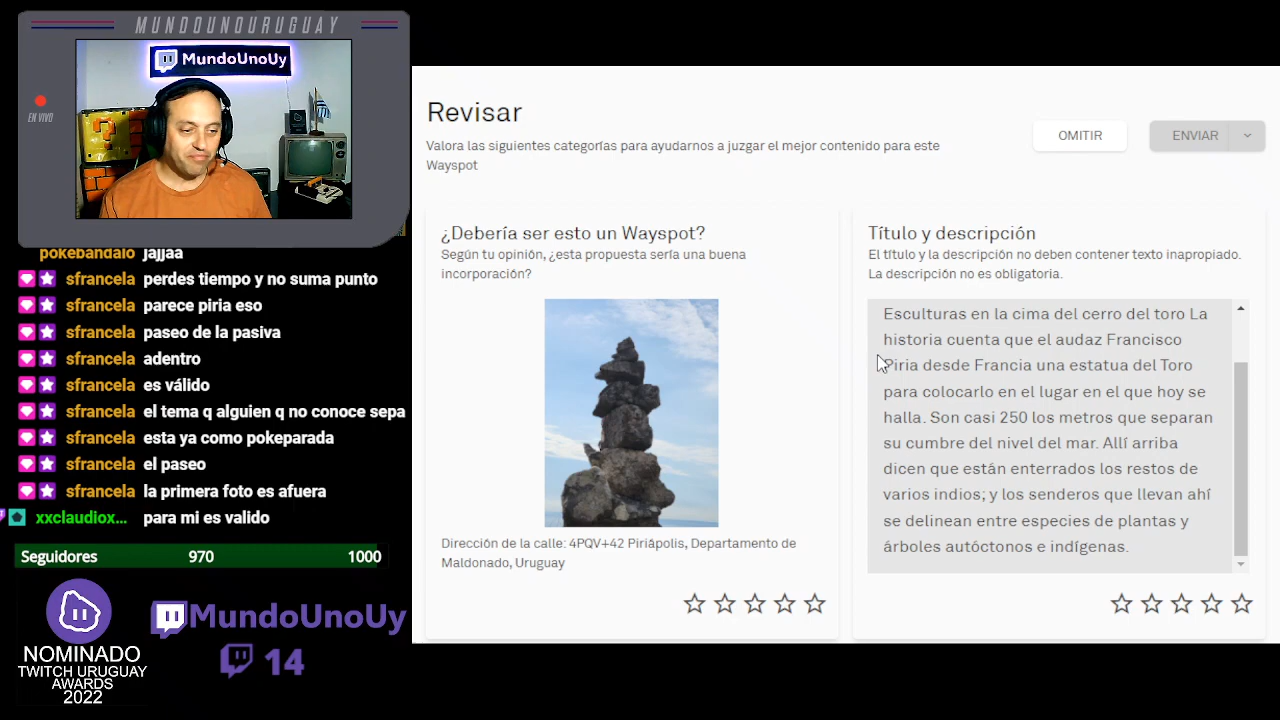 MUNDOUNOURUGUAY
MundoUnoUy
EN VIVO
pokebandalo jajjaa
sfrancela perdes tiempo y no suma punto
sfrancela parece piria eso
sfrancela paseo de la pasiva
sfrancela adentro
sfrancela es válido
sfrancela el tema q alguien q no conoce sepa
sfrancela esta ya como pokeparada
sfrancela el paseo
sfrancela la primera foto es afuera
xxclaudiox... para mi es valido
Seguidores 970 1000
NOMINADO
TWITCH URUGUAY
AWARDS
2022
MundoUnoUy
14
Revisar
Valora las siguientes categorías para ayudarnos a juzgar el mejor contenido para este
Wayspot
OMITIR
ENVIAR
¿Debería ser esto un Wayspot?
Según tu opinión, ¿esta propuesta sería una buena
incorporación?
Dirección de la calle: 4PQV+42 Piriápolis, Departamento de
Maldonado, Uruguay
Título y descripción
El título y la descripción no deben contener texto inapropiado.
La descripción no es obligatoria.
Esculturas en la cima del cerro del toro La
historia cuenta que el audaz Francisco
Piria desde Francia una estatua del Toro
para colocarlo en el lugar en el que hoy se
halla. Son casi 250 los metros que separan
su cumbre del nivel del mar. Allí arriba
dicen que están enterrados los restos de
varios indios; y los senderos que llevan ahí
se delinean entre especies de plantas y
árboles autóctonos e indígenas.